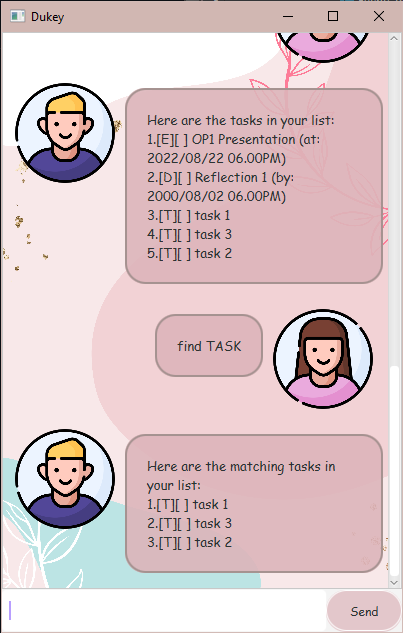 Dukey
Here are the tasks in your list:
1.[E][ ] OP1 Presentation (at:
2022/08/22 06.00PM)
2.[D][ ] Reflection 1 (by:
2000/08/02 06.00PM)
3.[T][ ] task 1
4.[T][ ] task 3
5.[T][ ] task 2
find TASK
Here are the matching tasks in
your list:
1.[T][ ] task 1
2.[T][ ] task 3
3.[T][ ] task 2
Send